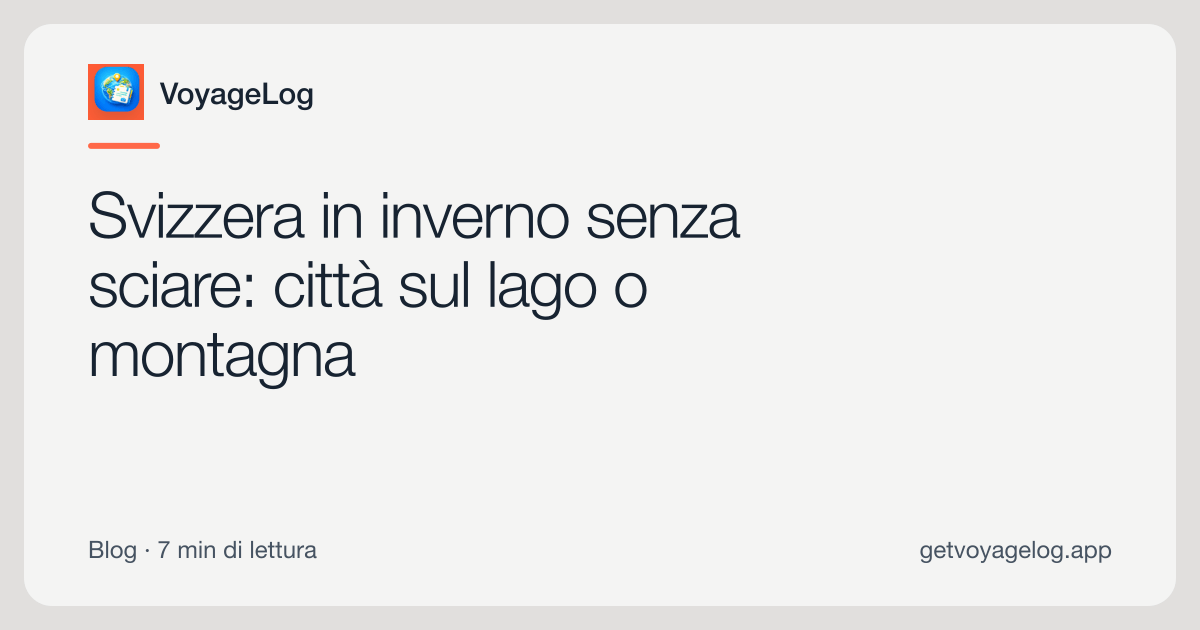 VoyageLog
Svizzera in inverno senza
sciare: città sul lago o
montagna
Blog · 7 min di lettura
getvoyagelog.app